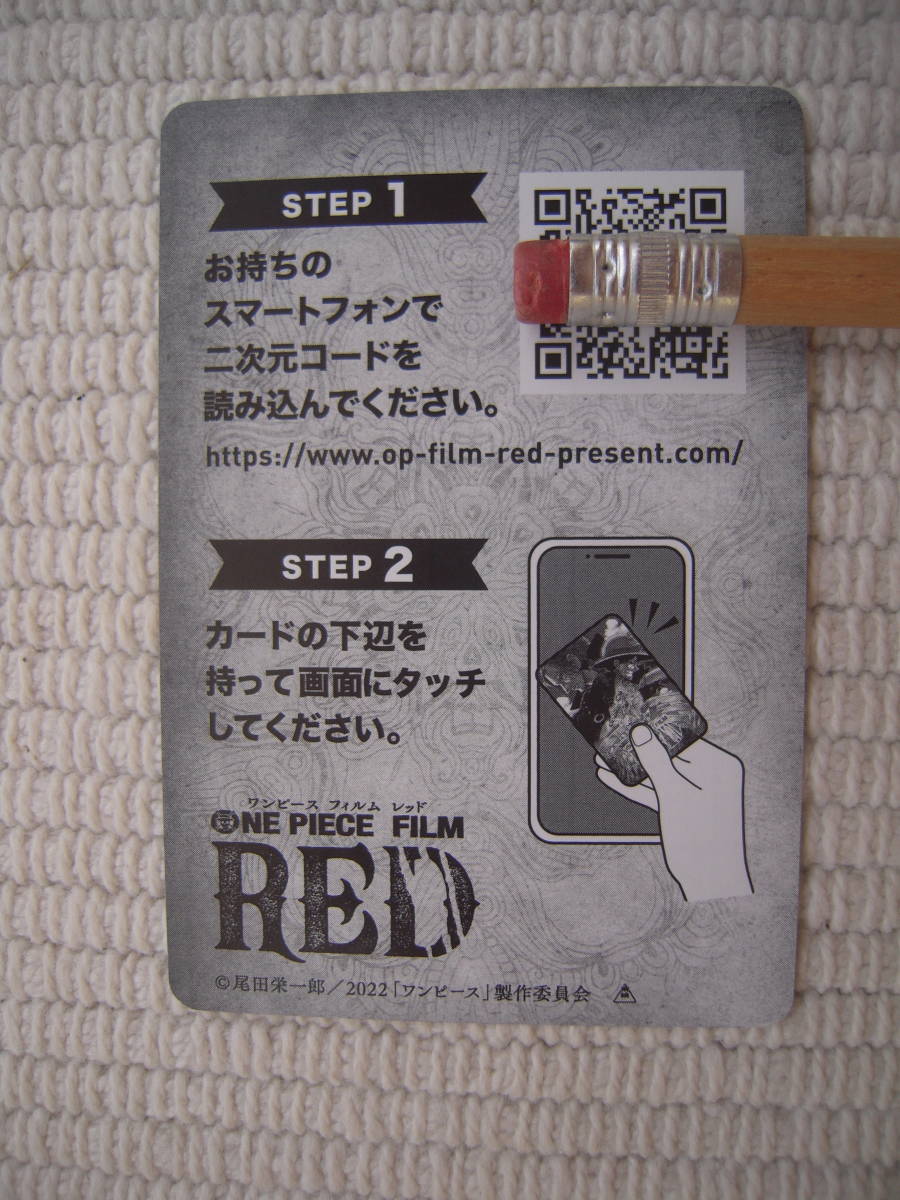 STEP 1
お持ちの
スマートフォンで
二次元コードを
読み込んでください。
https://www.op-film-red-present.com/
STEP 2
カードの下辺を
持って画面にタッチ
してください。
ワンピース フィルム レッド
ONE PIECE FILM
RED
©尾田栄一郎/2022「ワンピース」製作委員会